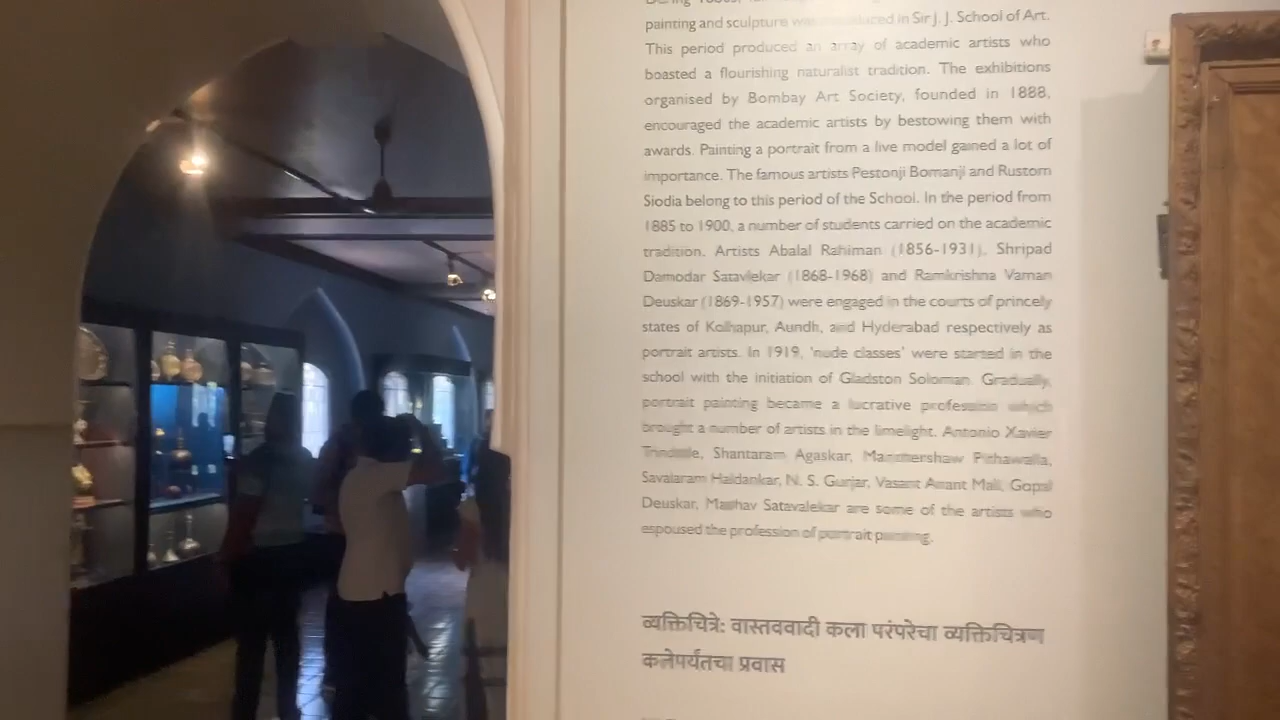 painting and sculpture was introduced in Sir J. J. School of Art.
This period produced an array of academic artists who
boasted a flourishing naturalist tradition. The exhibitions
organised by Bombay Art Society, founded in 1888,
encouraged the academic artists by bestowing them with
awards. Painting a portrait from a live model gained a lot of
importance. The famous artists Pestonji Bomanji and Rustom
Siodia belong to this period of the School. In the period from
1885 to 1900, a number of students carried on the academic
tradition. Artists Abalal Rahiman (1856-1931), Shripad
Damodar Satavlekar (1868-1968) and Ramkrishna Vaman
Deuskar (1869-1957) were engaged in the courts of princely
states of Kolhapur, Aundh, and Hyderabad respectively as
portrait artists. In 1919, 'nude classes' were started in the
school with the initiation of Gladston Soloman. Gradually,
portrait painting became a lucrative profession which
brought a number of artists in the limelight. Antonio Xavier
Trindade, Shantaram Agaskar, Manchershaw Pithawalla,
Savalaram Haldankar, N. S. Gurjar, Vasant Anant Mali, Gopal
Deuskar, Madhav Satavalekar are some of the artists who
espoused the profession of portrait painting.
व्यक्तिचित्रे: वास्तववादी कला परंपरेचा व्यक्तिचित्रण
कलेपर्यंतचा प्रवास